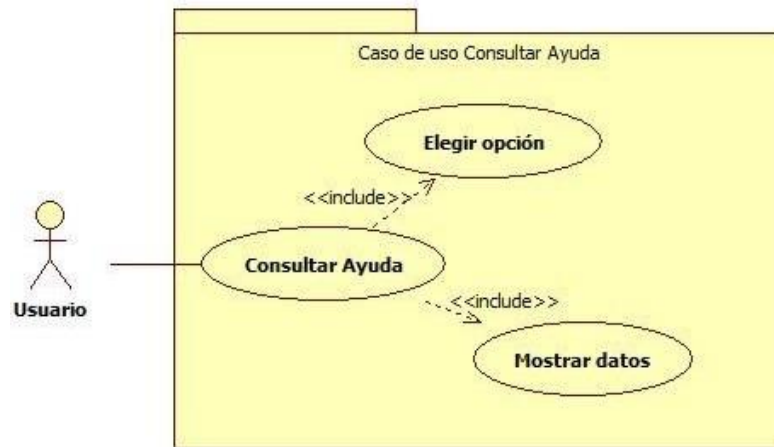 Caso de uso Consultar Ayuda
Elegir opción
<<include>>
Consultar Ayuda
Usuario
<<include>>
Mostrar datos